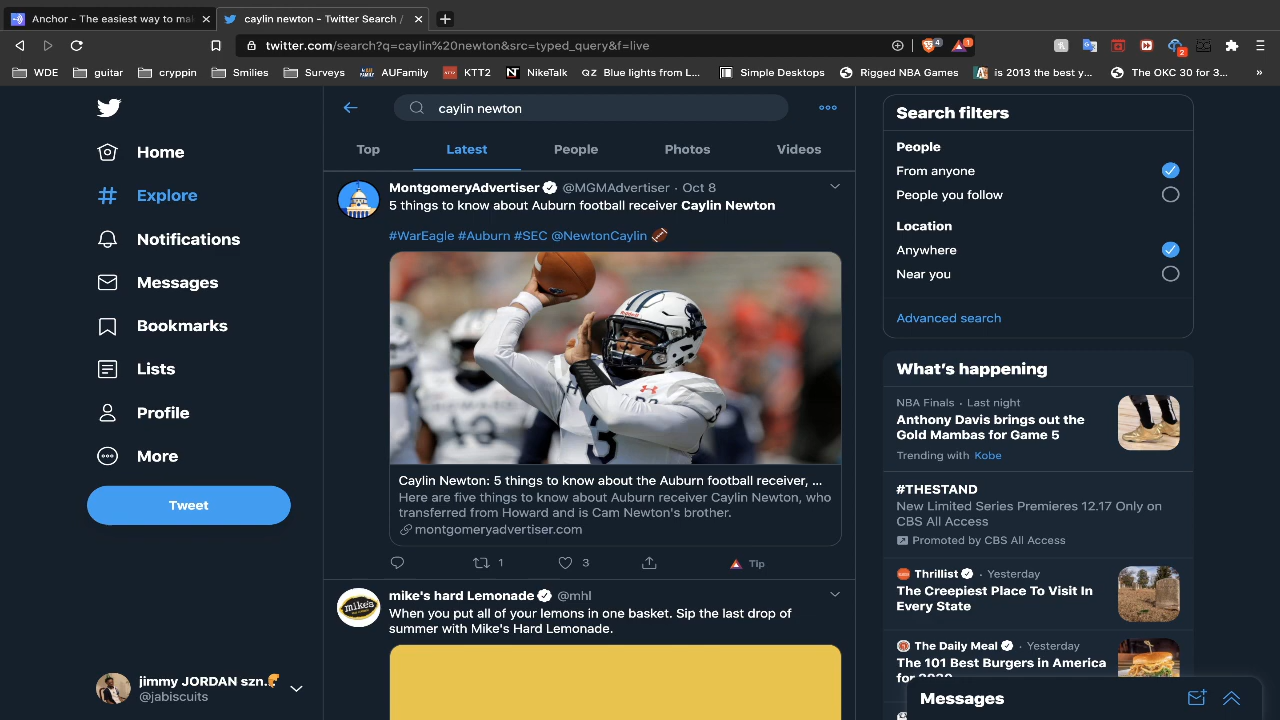 Anchor - The easiest way to mal
caylin newton - Twitter Search /
twitter.com/search?q=caylin%20newton&src=typed_query&f=live
4
1
2
WDE
guitar
cryppin
Smilies
Surveys
AUFamily
KTT2
NikeTalk
Blue lights from L...
Simple Desktops
Rigged NBA Games
is 2013 the best y...
The OKC 30 for 3...
»
Home
Explore
Notifications
Messages
Bookmarks
Lists
Profile
More
Tweet
jimmy JORDAN szn.
@jabiscuits
caylin newton
Top
Latest
People
Photos
Videos
MontgomeryAdvertiser @MGMAdvertiser · Oct 8
5 things to know about Auburn football receiver Caylin Newton
#WarEagle #Auburn #SEC @NewtonCaylin 🏈
Caylin Newton: 5 things to know about the Auburn football receiver, ...
Here are five things to know about Auburn receiver Caylin Newton, who
transferred from Howard and is Cam Newton's brother.
montgomeryadvertiser.com
1
3
Tip
mike's hard Lemonade @mhl
When you put all of your lemons in one basket. Sip the last drop of
summer with Mike's Hard Lemonade.
Search filters
People
From anyone
People you follow
Location
Anywhere
Near you
Advanced search
What's happening
NBA Finals · Last night
Anthony Davis brings out the
Gold Mambas for Game 5
Trending with Kobe
#THESTAND
New Limited Series Premieres 12.17 Only on
CBS All Access
Promoted by CBS All Access
Thrillist · Yesterday
The Creepiest Place To Visit In
Every State
The Daily Meal · Yesterday
The 101 Best Burgers in America
Messages